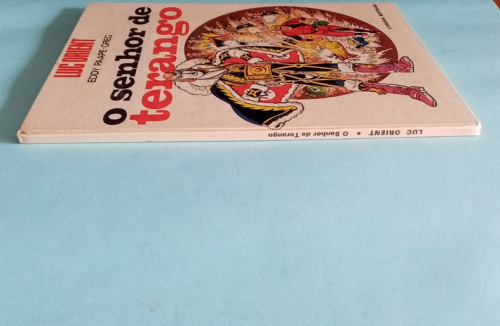 LUC ORIENT
EDDY PAAPE-GREG
o senhor de
terango
LUC ORIENT • O Senhor de Terango